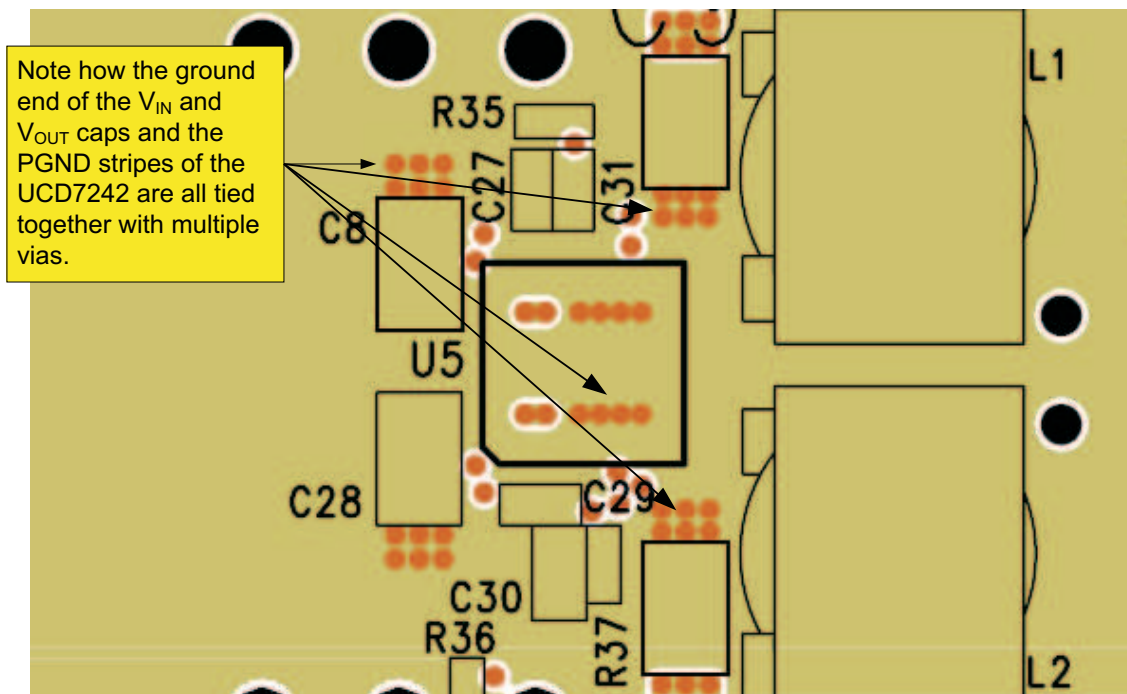 Note how the ground
end of the VIN and
VOUT caps and the
PGND stripes of the
UCD7242 are all tied
together with multiple
vias.
R35
C27
C31
C8
L1
U5
C28
C29
C30
R36
R37
L2